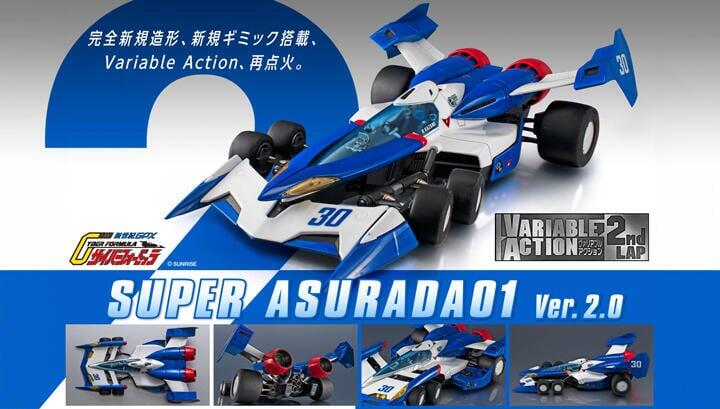 完全新規造形、新規ギミック搭載、
Variable Action、再点火。
30
30
新世紀GPX
CYBER FORMULA
サイバーフォーミュラ
© SUNRISE
VARIABLE
ACTION
ヴァリアブル
アクション
2nd
LAP
SUPER ASURADA01 Ver. 2.0
30
30